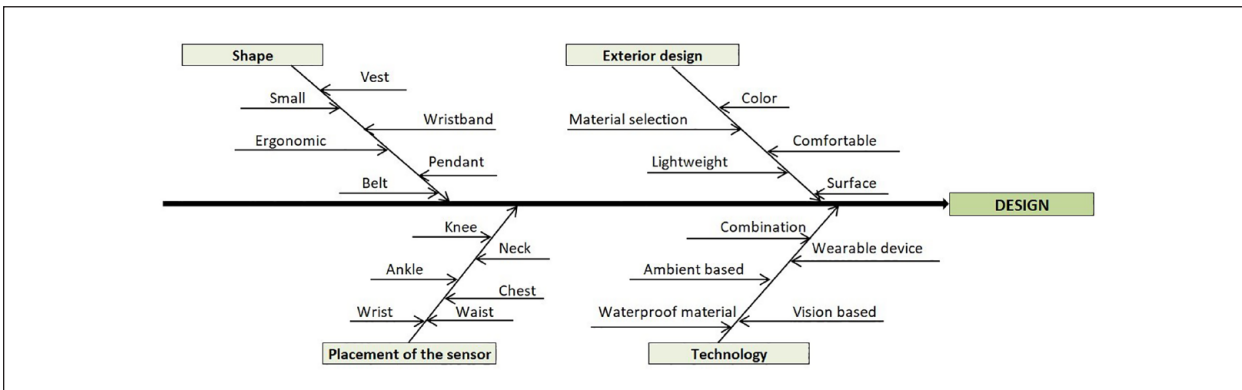 Shape
Exterior design
Vest
Small
Wristband
Ergonomic
Pendant
Belt
Color
Material selection
Comfortable
Lightweight
Surface
DESIGN
Knee
Neck
Ankle
Chest
Wrist
Waist
Placement of the sensor
Combination
Wearable device
Ambient based
Waterproof material
Vision based
Technology